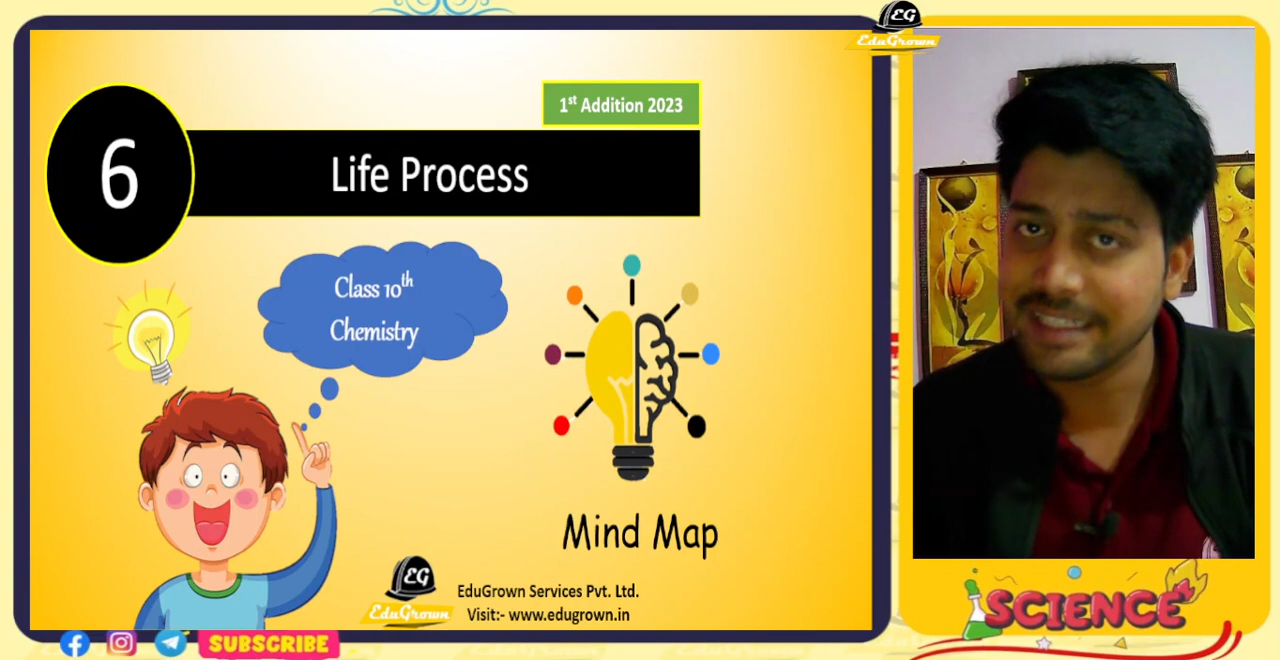 EG
EduGrown
1st Addition 2023
6
Life Process
Class 10th
Chemistry
Mind Map
EG
EduGrown
EduGrown Services Pvt. Ltd.
Visit:- www.edugrown.in
SCIENCE
SUBSCRIBE